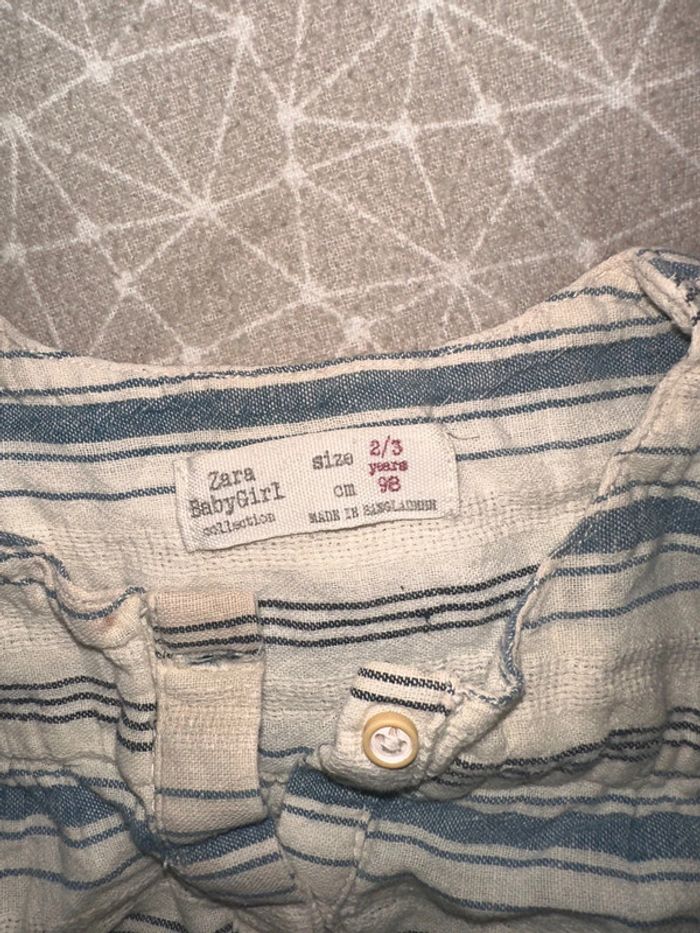 Zara
BabyGirl
collection
size 2/3
years
cm 98
MADE IN BANGLADESH